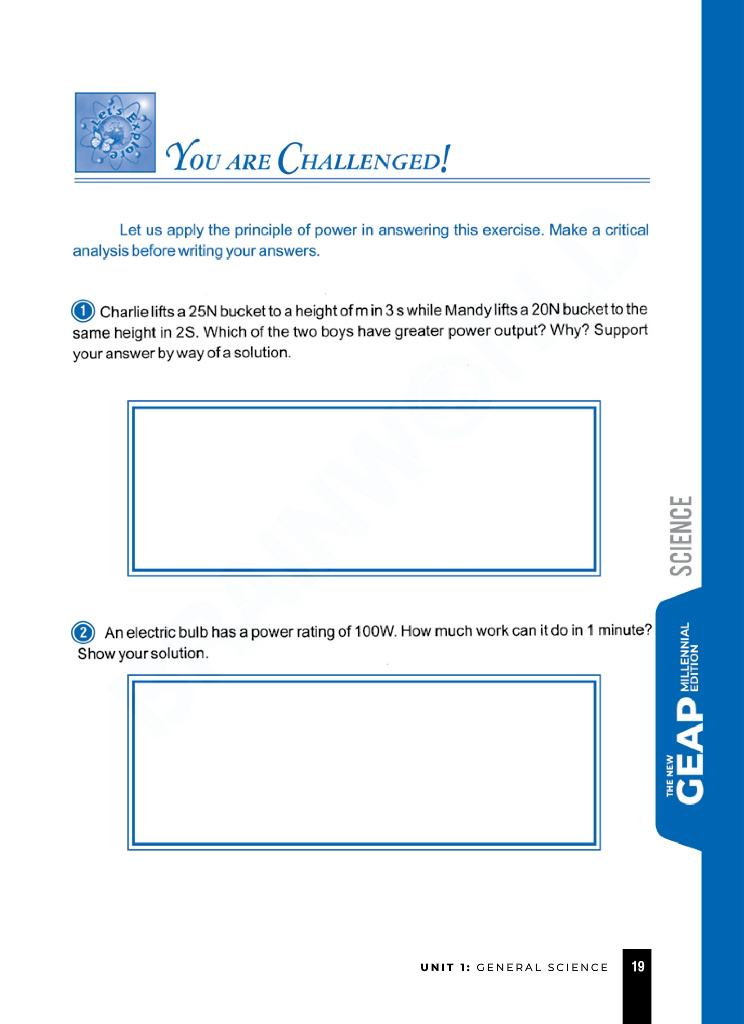 Let's Explore
YOU ARE CHALLENGED!
Let us apply the principle of power in answering this exercise. Make a critical
analysis before writing your answers.
1 Charlie lifts a 25N bucket to a height of m in 3 s while Mandy lifts a 20N bucket to the
same height in 2S. Which of the two boys have greater power output? Why? Support
your answer by way of a solution.
2 An electric bulb has a power rating of 100W. How much work can it do in 1 minute?
Show your solution.
SCIENCE
THE NEW
GEAP
MILLENNIAL
EDITION
UNIT 1: GENERAL SCIENCE 19
BRAINWORLD